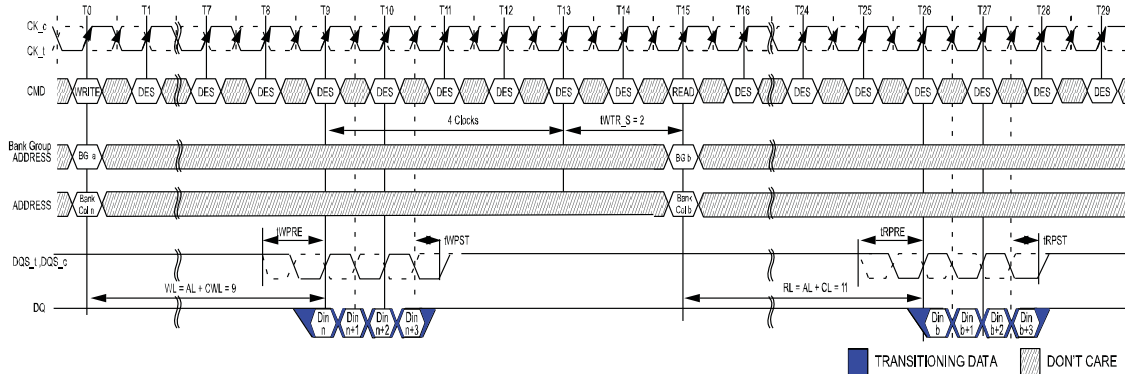 T0 T1 T7 T8 T9 T10 T11 T12 T13 T14 T15 T16 T24 T25 T26 T27 T28 T29
CK_c
CK_t
CMD WRITE DES DES DES DES DES DES DES DES DES READ DES DES DES DES DES DES DES
4 Clocks tWTR_S = 2
Bank Group
ADDRESS BG a BG b
ADDRESS Bank Col n Bank Col b
tWPRE tWPST tRPRE tRPST
DQS_t ,DQS_c
WL = AL + CWL = 9 RL = AL + CL = 11
DQ Din n Din n+1 Din n+2 Din n+3 Din b Din b+1 Din b+2 Din b+3
TRANSITIONING DATA DON'T CARE